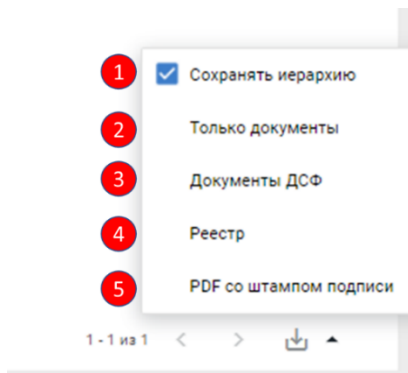 1 Сохранять иерархию
2 Только документы
3 Документы ДСФ
4 Реестр
5 PDF со штампом подписи
1 - 1 из 1